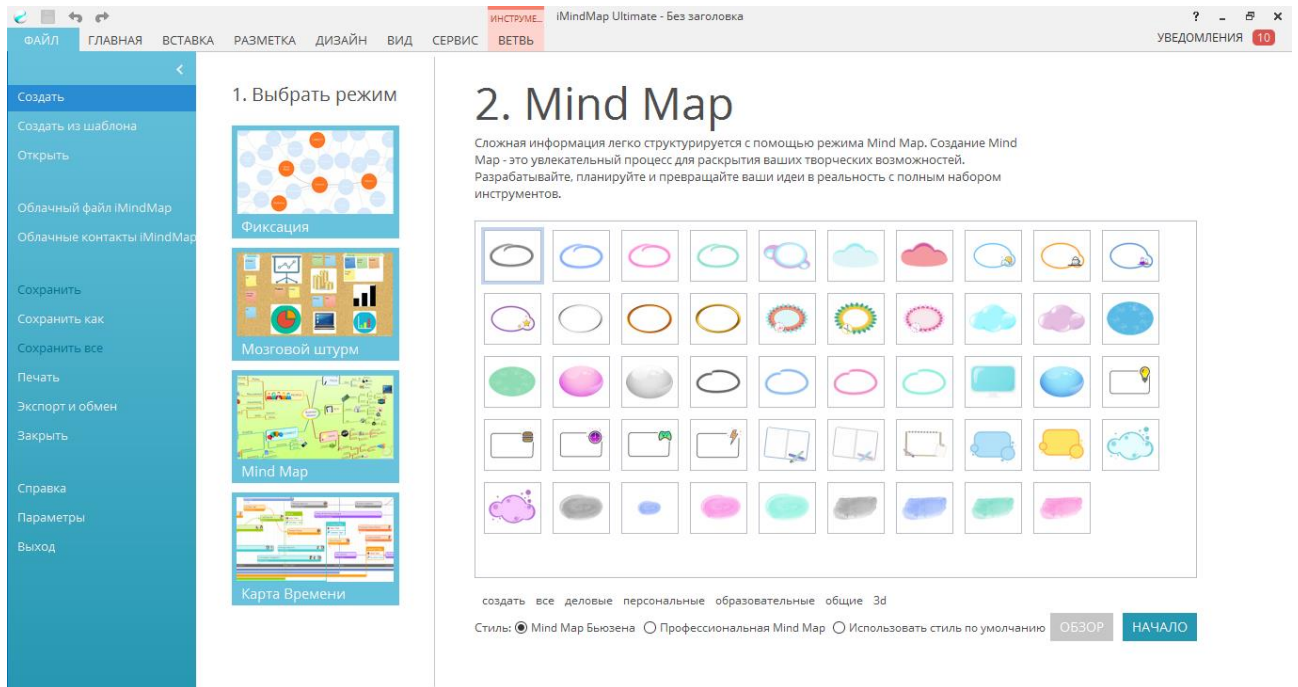 ИНСТРУМЕ...
iMindMap Ultimate - Без заголовка
?
ФАЙЛ ГЛАВНАЯ ВСТАВКА РАЗМЕТКА ДИЗАЙН ВИД СЕРВИС ВЕТВЬ
УВЕДОМЛЕНИЯ 10
Создать
Создать из шаблона
Открыть
Облачный файл iMindMap
Облачные контакты iMindMap
Сохранить
Сохранить как
Сохранить все
Печать
Экспорт и обмен
Закрыть
Справка
Параметры
Выход
1. Выбрать режим
Фиксация
Мозговой штурм
Mind Map
Карта Времени
2. Mind Map
Сложная информация легко структурируется с помощью режима Mind Map. Создание Mind
Map - это увлекательный процесс для раскрытия ваших творческих возможностей.
Разрабатывайте, планируйте и превращайте ваши идеи в реальность с полным набором
инструментов.
создать все деловые персональные образовательные общие 3d
Стиль: Mind Map Бьюзена Профессиональная Mind Map Использовать стиль по умолчанию ОБЗОР НАЧАЛО